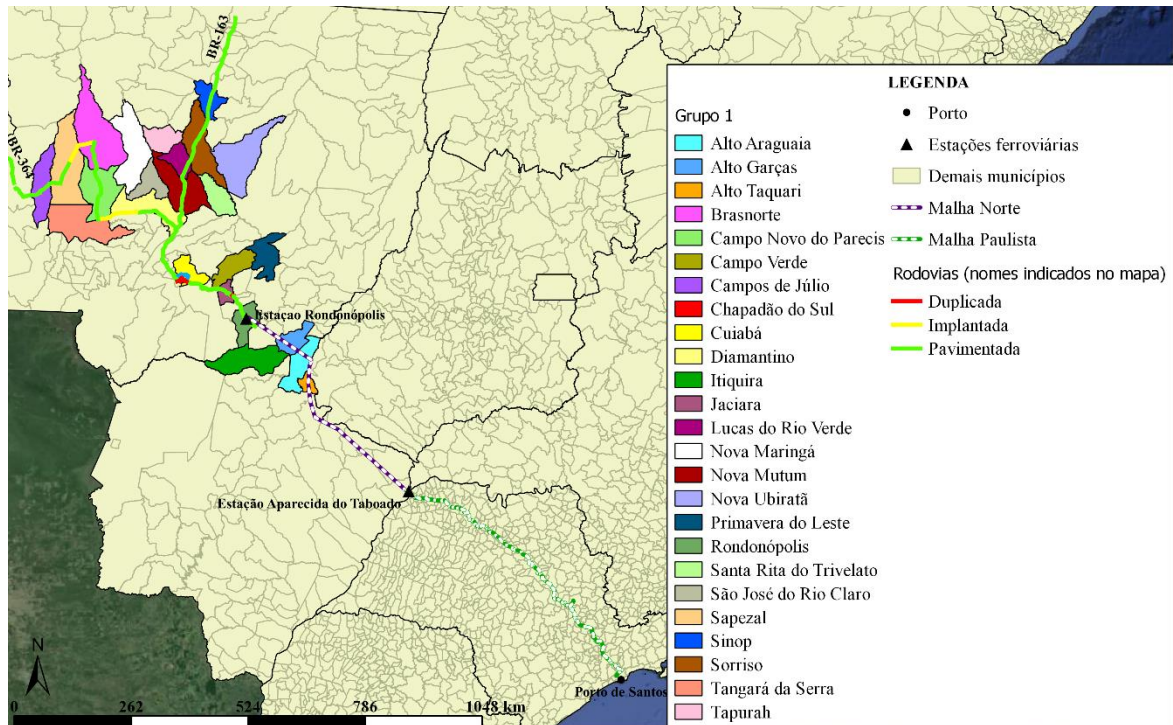 BR-163
BR-364
Estaçao Rondonópolis
Estação Aparecida do Taboado
Porto de Santos
N
0 262 524 786 1048 km
LEGENDA
Grupo 1
Alto Araguaia
Alto Garças
Alto Taquari
Brasnorte
Campo Novo do Parecis
Campo Verde
Campos de Júlio
Chapadão do Sul
Cuiabá
Diamantino
Itiquira
Jaciara
Lucas do Rio Verde
Nova Maringá
Nova Mutum
Nova Ubiratã
Primavera do Leste
Rondonópolis
Santa Rita do Trivelato
São José do Rio Claro
Sapezal
Sinop
Sorriso
Tangará da Serra
Tapurah
Porto
Estações ferroviárias
Demais municípios
Malha Norte
Malha Paulista
Rodovias (nomes indicados no mapa)
Duplicada
Implantada
Pavimentada